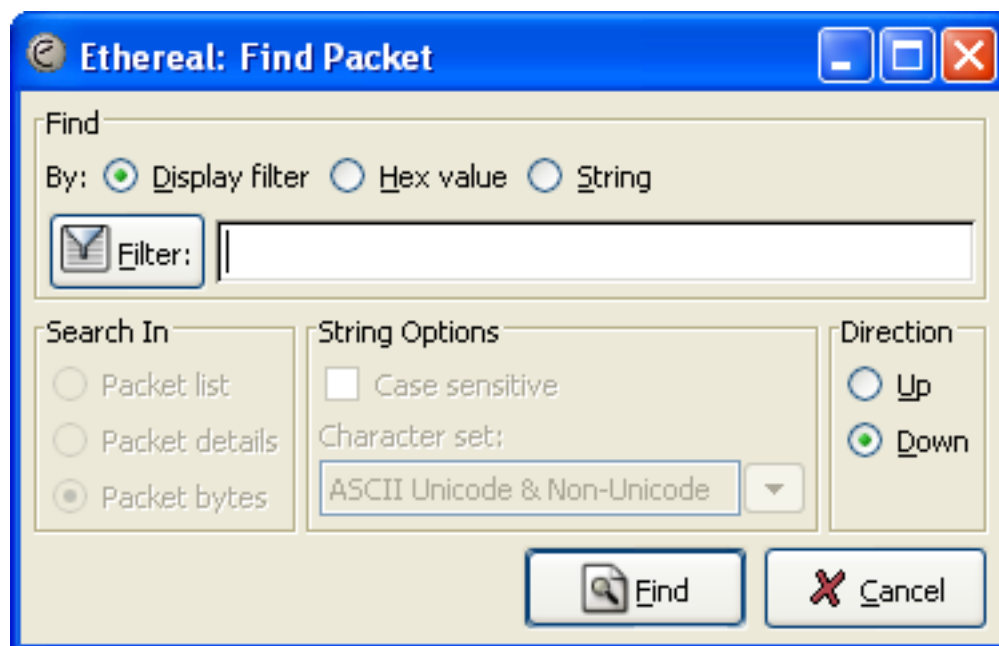 Ethereal: Find Packet
Find
By: Display filter Hex value String
Filter:
Search In
Packet list
Packet details
Packet bytes
String Options
Case sensitive
Character set:
ASCII Unicode & Non-Unicode
Direction
Up
Down
Find Cancel